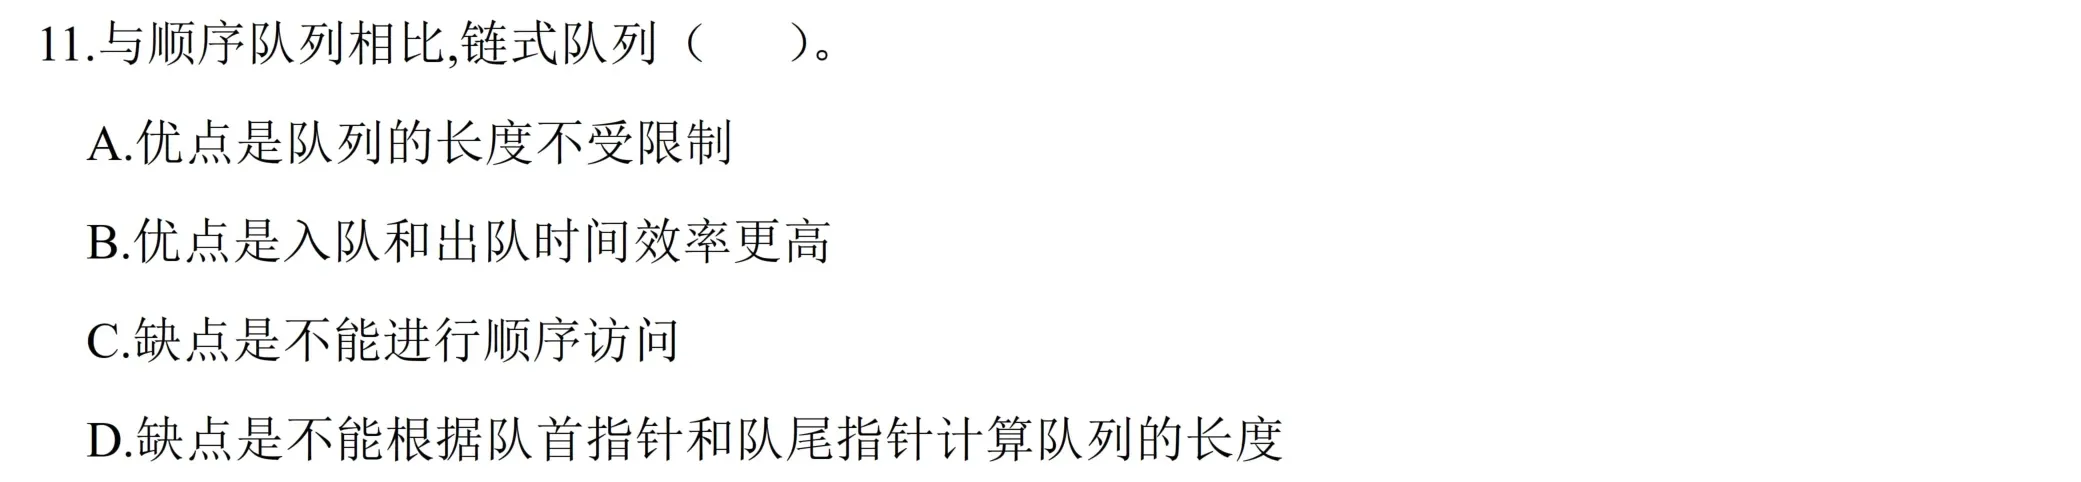 11.与顺序队列相比,链式队列（　　）。
A.优点是队列的长度不受限制
B.优点是入队和出队时间效率更高
C.缺点是不能进行顺序访问
D.缺点是不能根据队首指针和队尾指针计算队列的长度